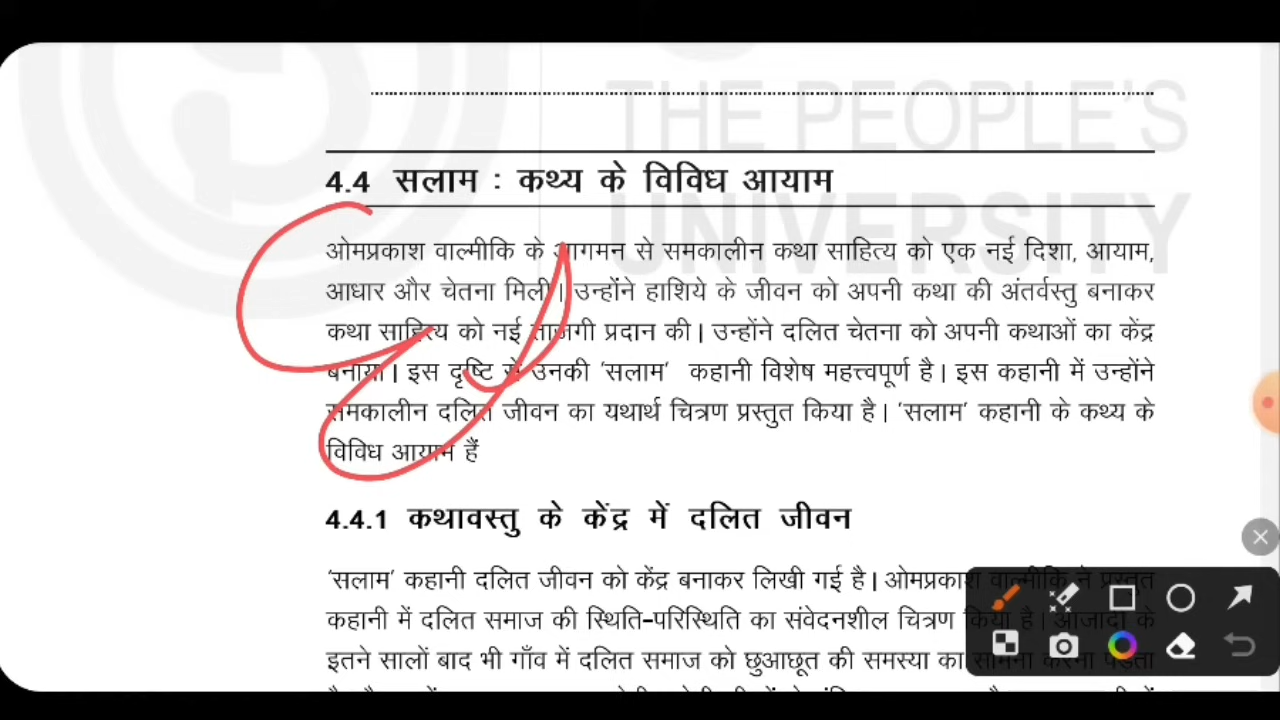 THE PEOPLE'S
UNIVERSITY
4.4 सलाम : कथ्य के विविध आयाम
ओमप्रकाश वाल्मीकि के आगमन से समकालीन कथा साहित्य को एक नई दिशा, आयाम,
आधार और चेतना मिली। उन्होंने हाशिये के जीवन को अपनी कथा की अंतर्वस्तु बनाकर
कथा साहित्य को नई ताजगी प्रदान की। उन्होंने दलित चेतना को अपनी कथाओं का केंद्र
बनाया। इस दृष्टि से उनकी 'सलाम' कहानी विशेष महत्त्वपूर्ण है। इस कहानी में उन्होंने
समकालीन दलित जीवन का यथार्थ चित्रण प्रस्तुत किया है। 'सलाम' कहानी के कथ्य के
विविध आयाम हैं
4.4.1 कथावस्तु के केंद्र में दलित जीवन
'सलाम' कहानी दलित जीवन को केंद्र बनाकर लिखी गई है। ओमप्रकाश वाल्मीकि ने प्रस्तुत
कहानी में दलित समाज की स्थिति-परिस्थिति का संवेदनशील चित्रण किया है। आजादी के
इतने सालों बाद भी गाँव में दलित समाज को छुआछूत की समस्या का सामना करना पड़ता